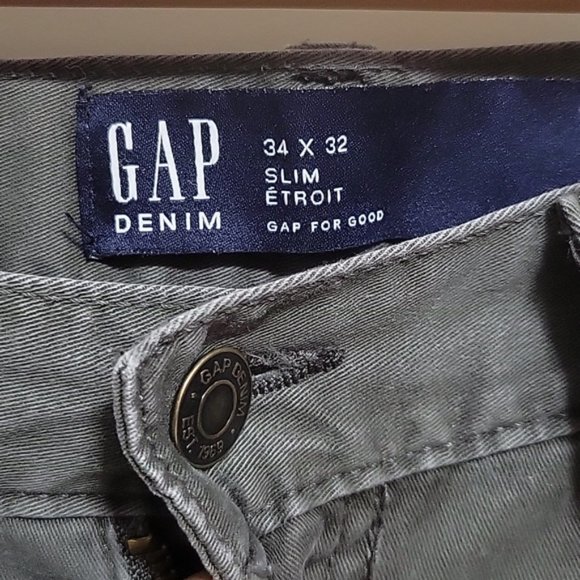 GAP
DENIM
34 X 32
SLIM
ÉTROIT
GAP FOR GOOD
GAP DENIM
EST. 1969